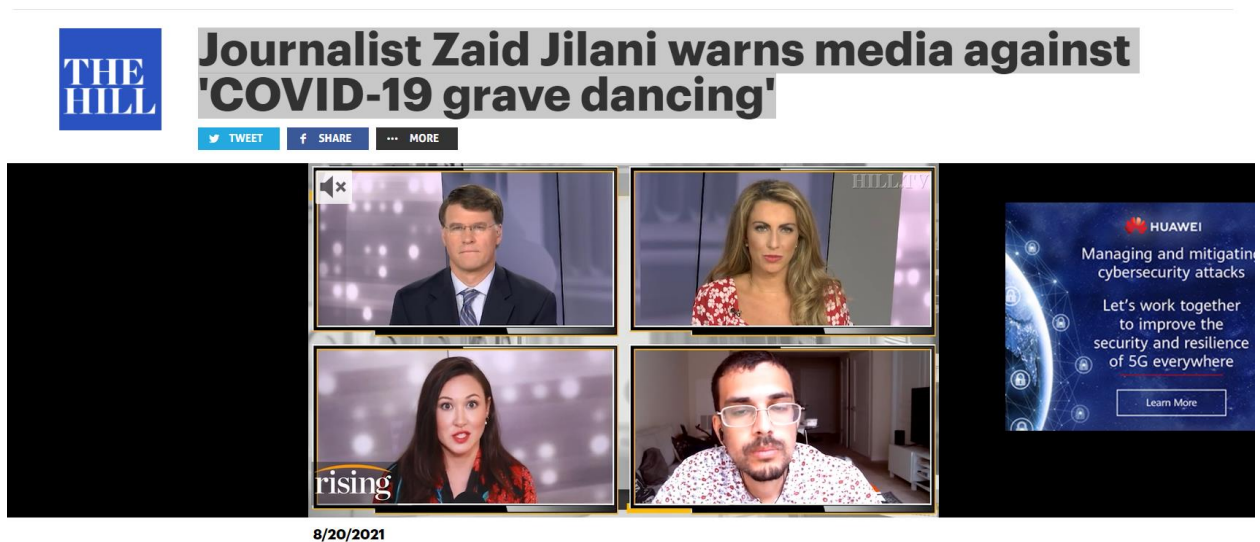 THE
HILL
Journalist Zaid Jilani warns media against
'COVID-19 grave dancing'
TWEET
SHARE
MORE
HILL.TV
rising
HUAWEI
Managing and mitigating
cybersecurity attacks
Let's work together
to improve the
security and resilience
of 5G everywhere
Learn More
8/20/2021